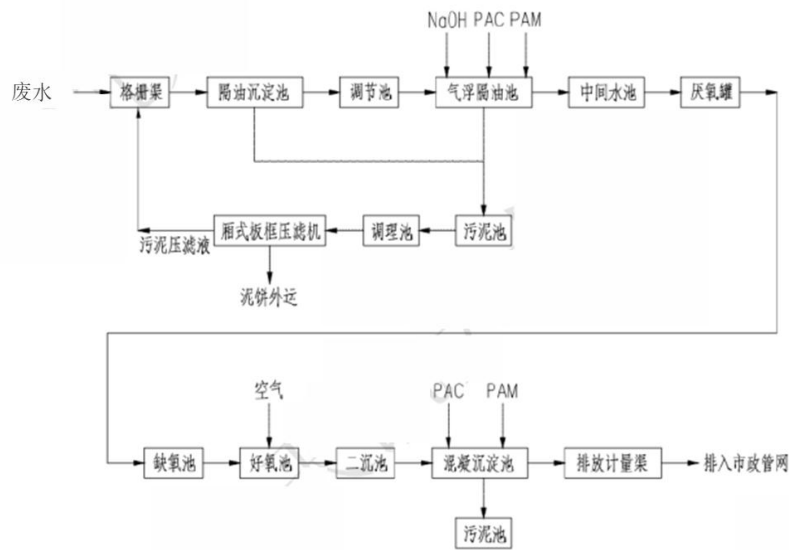 NaOH PAC PAM
废水
格栅渠
隔油沉淀池
调节池
气浮隔油池
中间水池
厌氧罐
污泥压滤液
厢式板框压滤机
调理池
污泥池
泥饼外运
空气
PAC
PAM
缺氧池
好氧池
二沉池
混凝沉淀池
排放计量渠
排入市政管网
污泥池